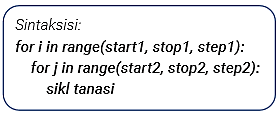 Sintaksisi:
for i in range(start1, stop1, step1):
for j in range(start2, stop2, step2):
sikl tanasi